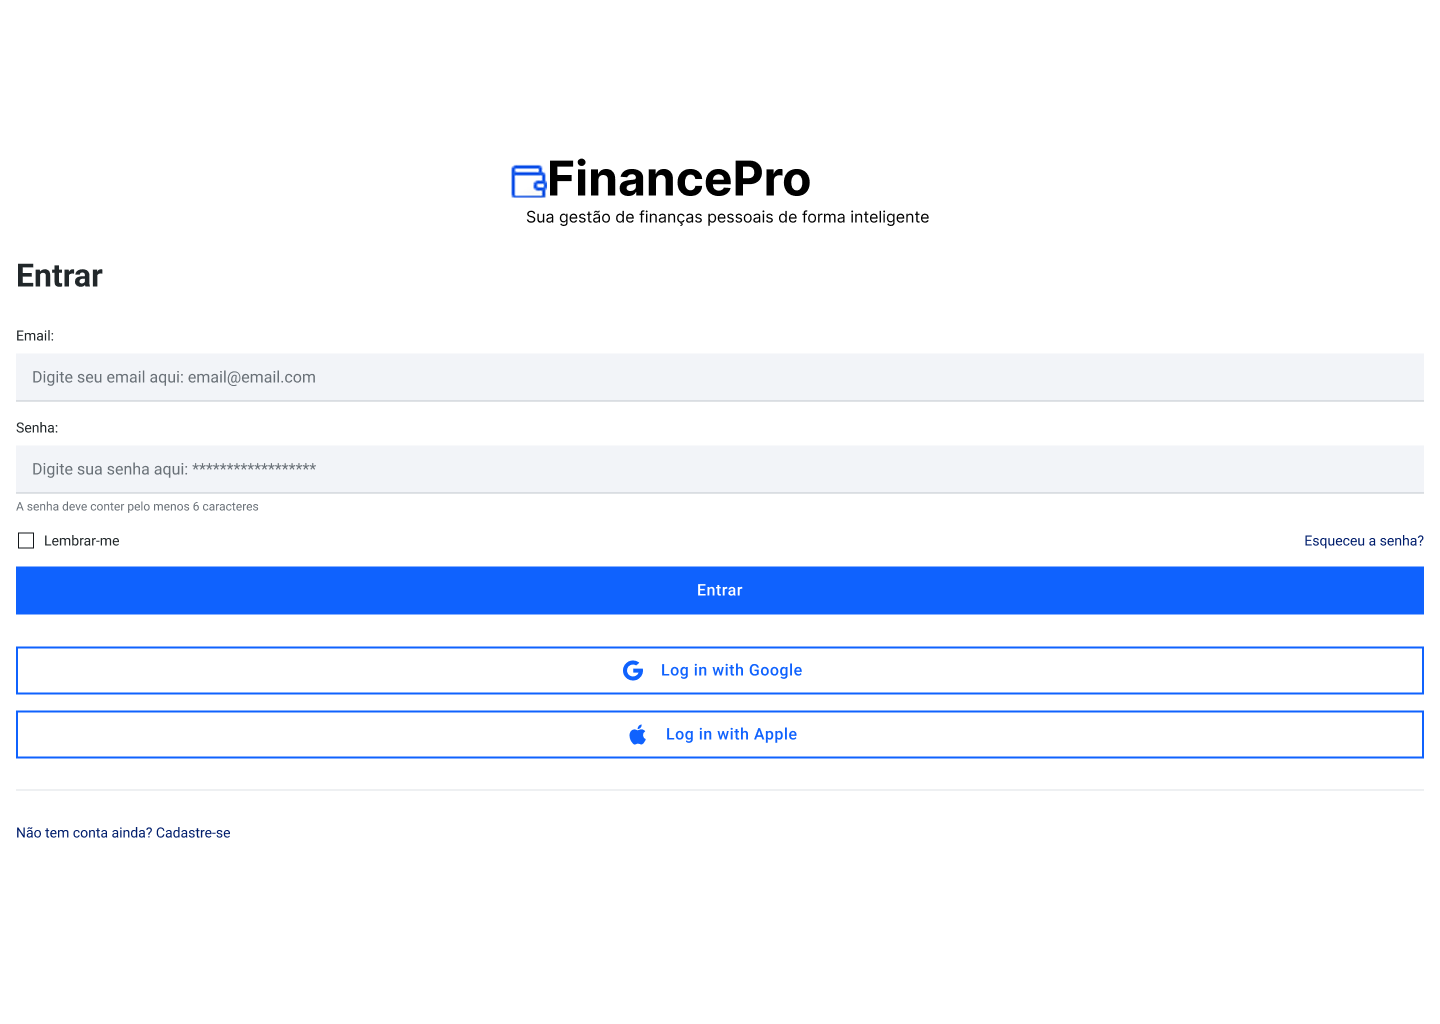 FinancePro
Sua gestão de finanças pessoais de forma inteligente
Entrar
Email:
Digite seu email aqui: email@email.com
Senha:
Digite sua senha aqui: ******************
A senha deve conter pelo menos 6 caracteres
Lembrar-me
Esqueceu a senha?
Entrar
Log in with Google
Log in with Apple
Não tem conta ainda? Cadastre-se